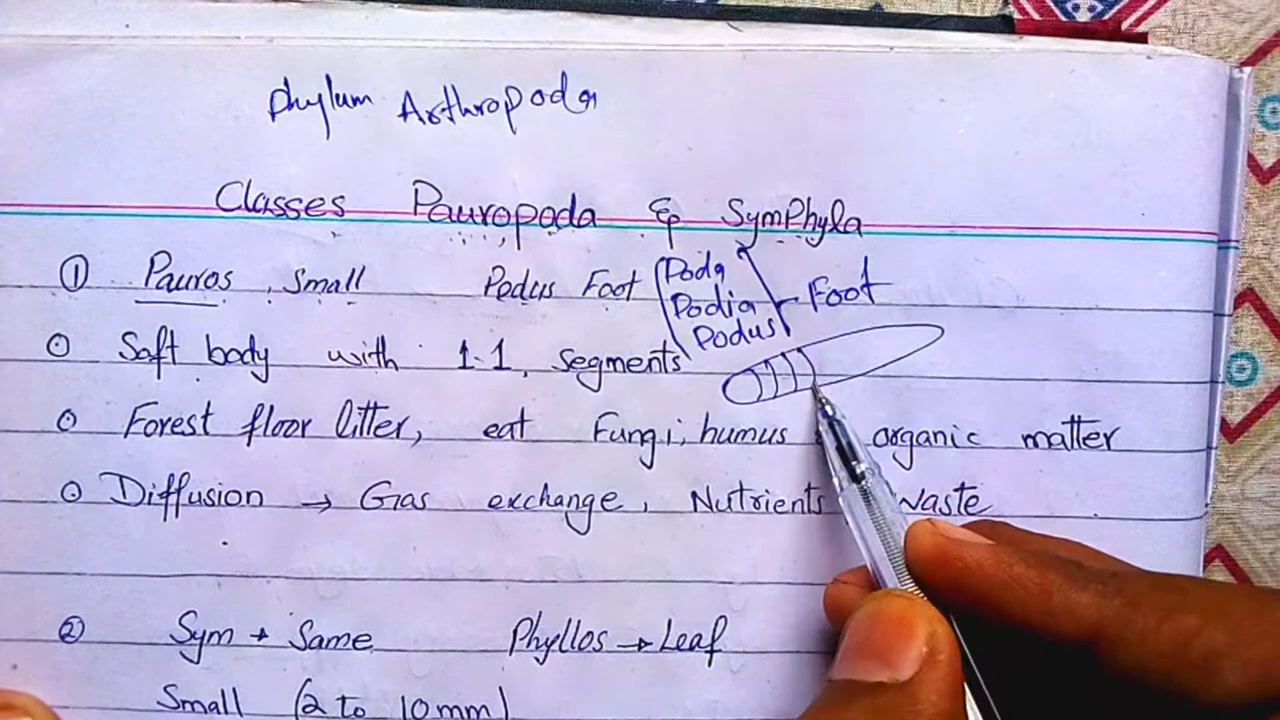 Phylum Arthropoda
Classes Pauropoda & SymPhyla
① Pauros, Small Podus Foot (Poda
Podia
Podus) Foot
Soft body with 1-1, segments
Forest floor litter, eat Fungi, humus organic matter
Diffusion → Gas exchange, Nutrients waste
② Sym → Same Phyllos → Leaf
Small (2 to 10mm)